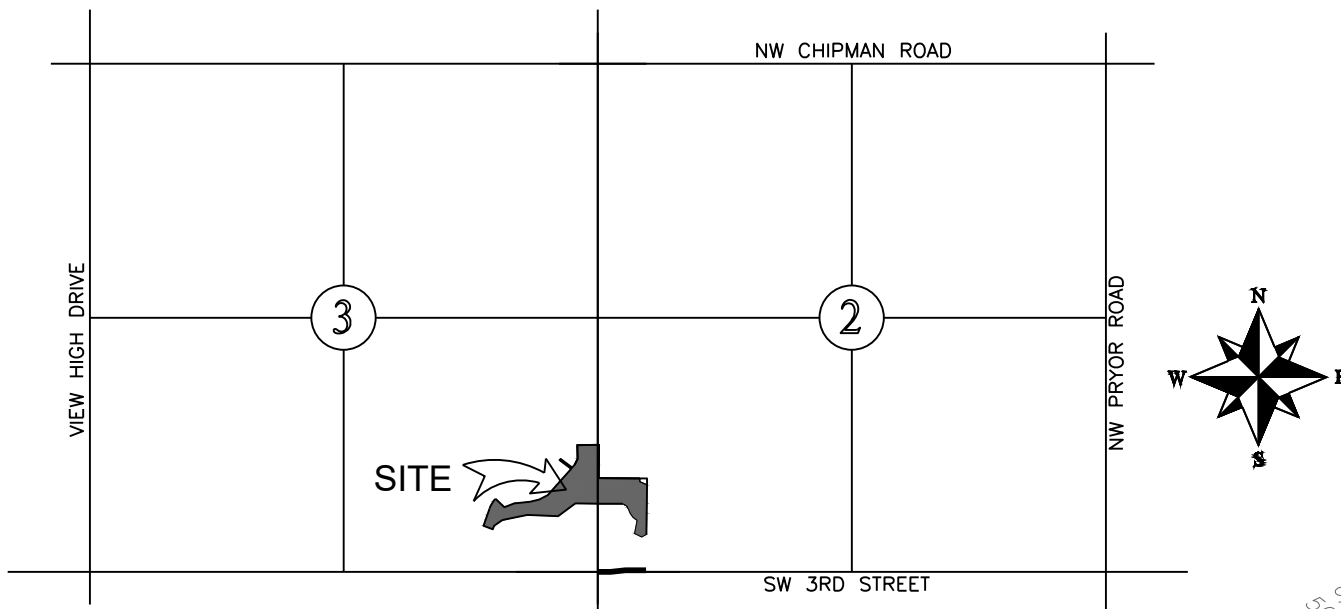 NW CHIPMAN ROAD
VIEW HIGH DRIVE
3
2
NW PRYOR ROAD
N
W
S
SITE
SW 3RD STREET